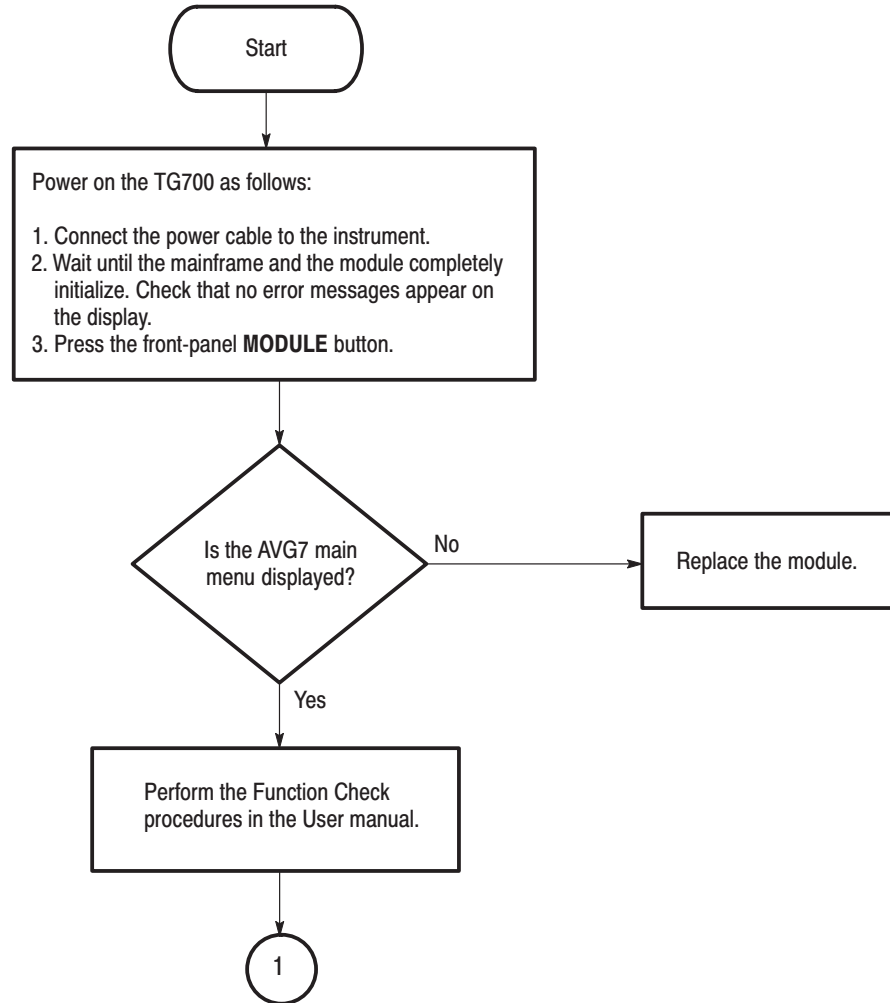 Start
Power on the TG700 as follows:
1. Connect the power cable to the instrument.
2. Wait until the mainframe and the module completely
initialize. Check that no error messages appear on
the display.
3. Press the front-panel MODULE button.
Is the AVG7 main
menu displayed?
No
Replace the module.
Yes
Perform the Function Check
procedures in the User manual.
1